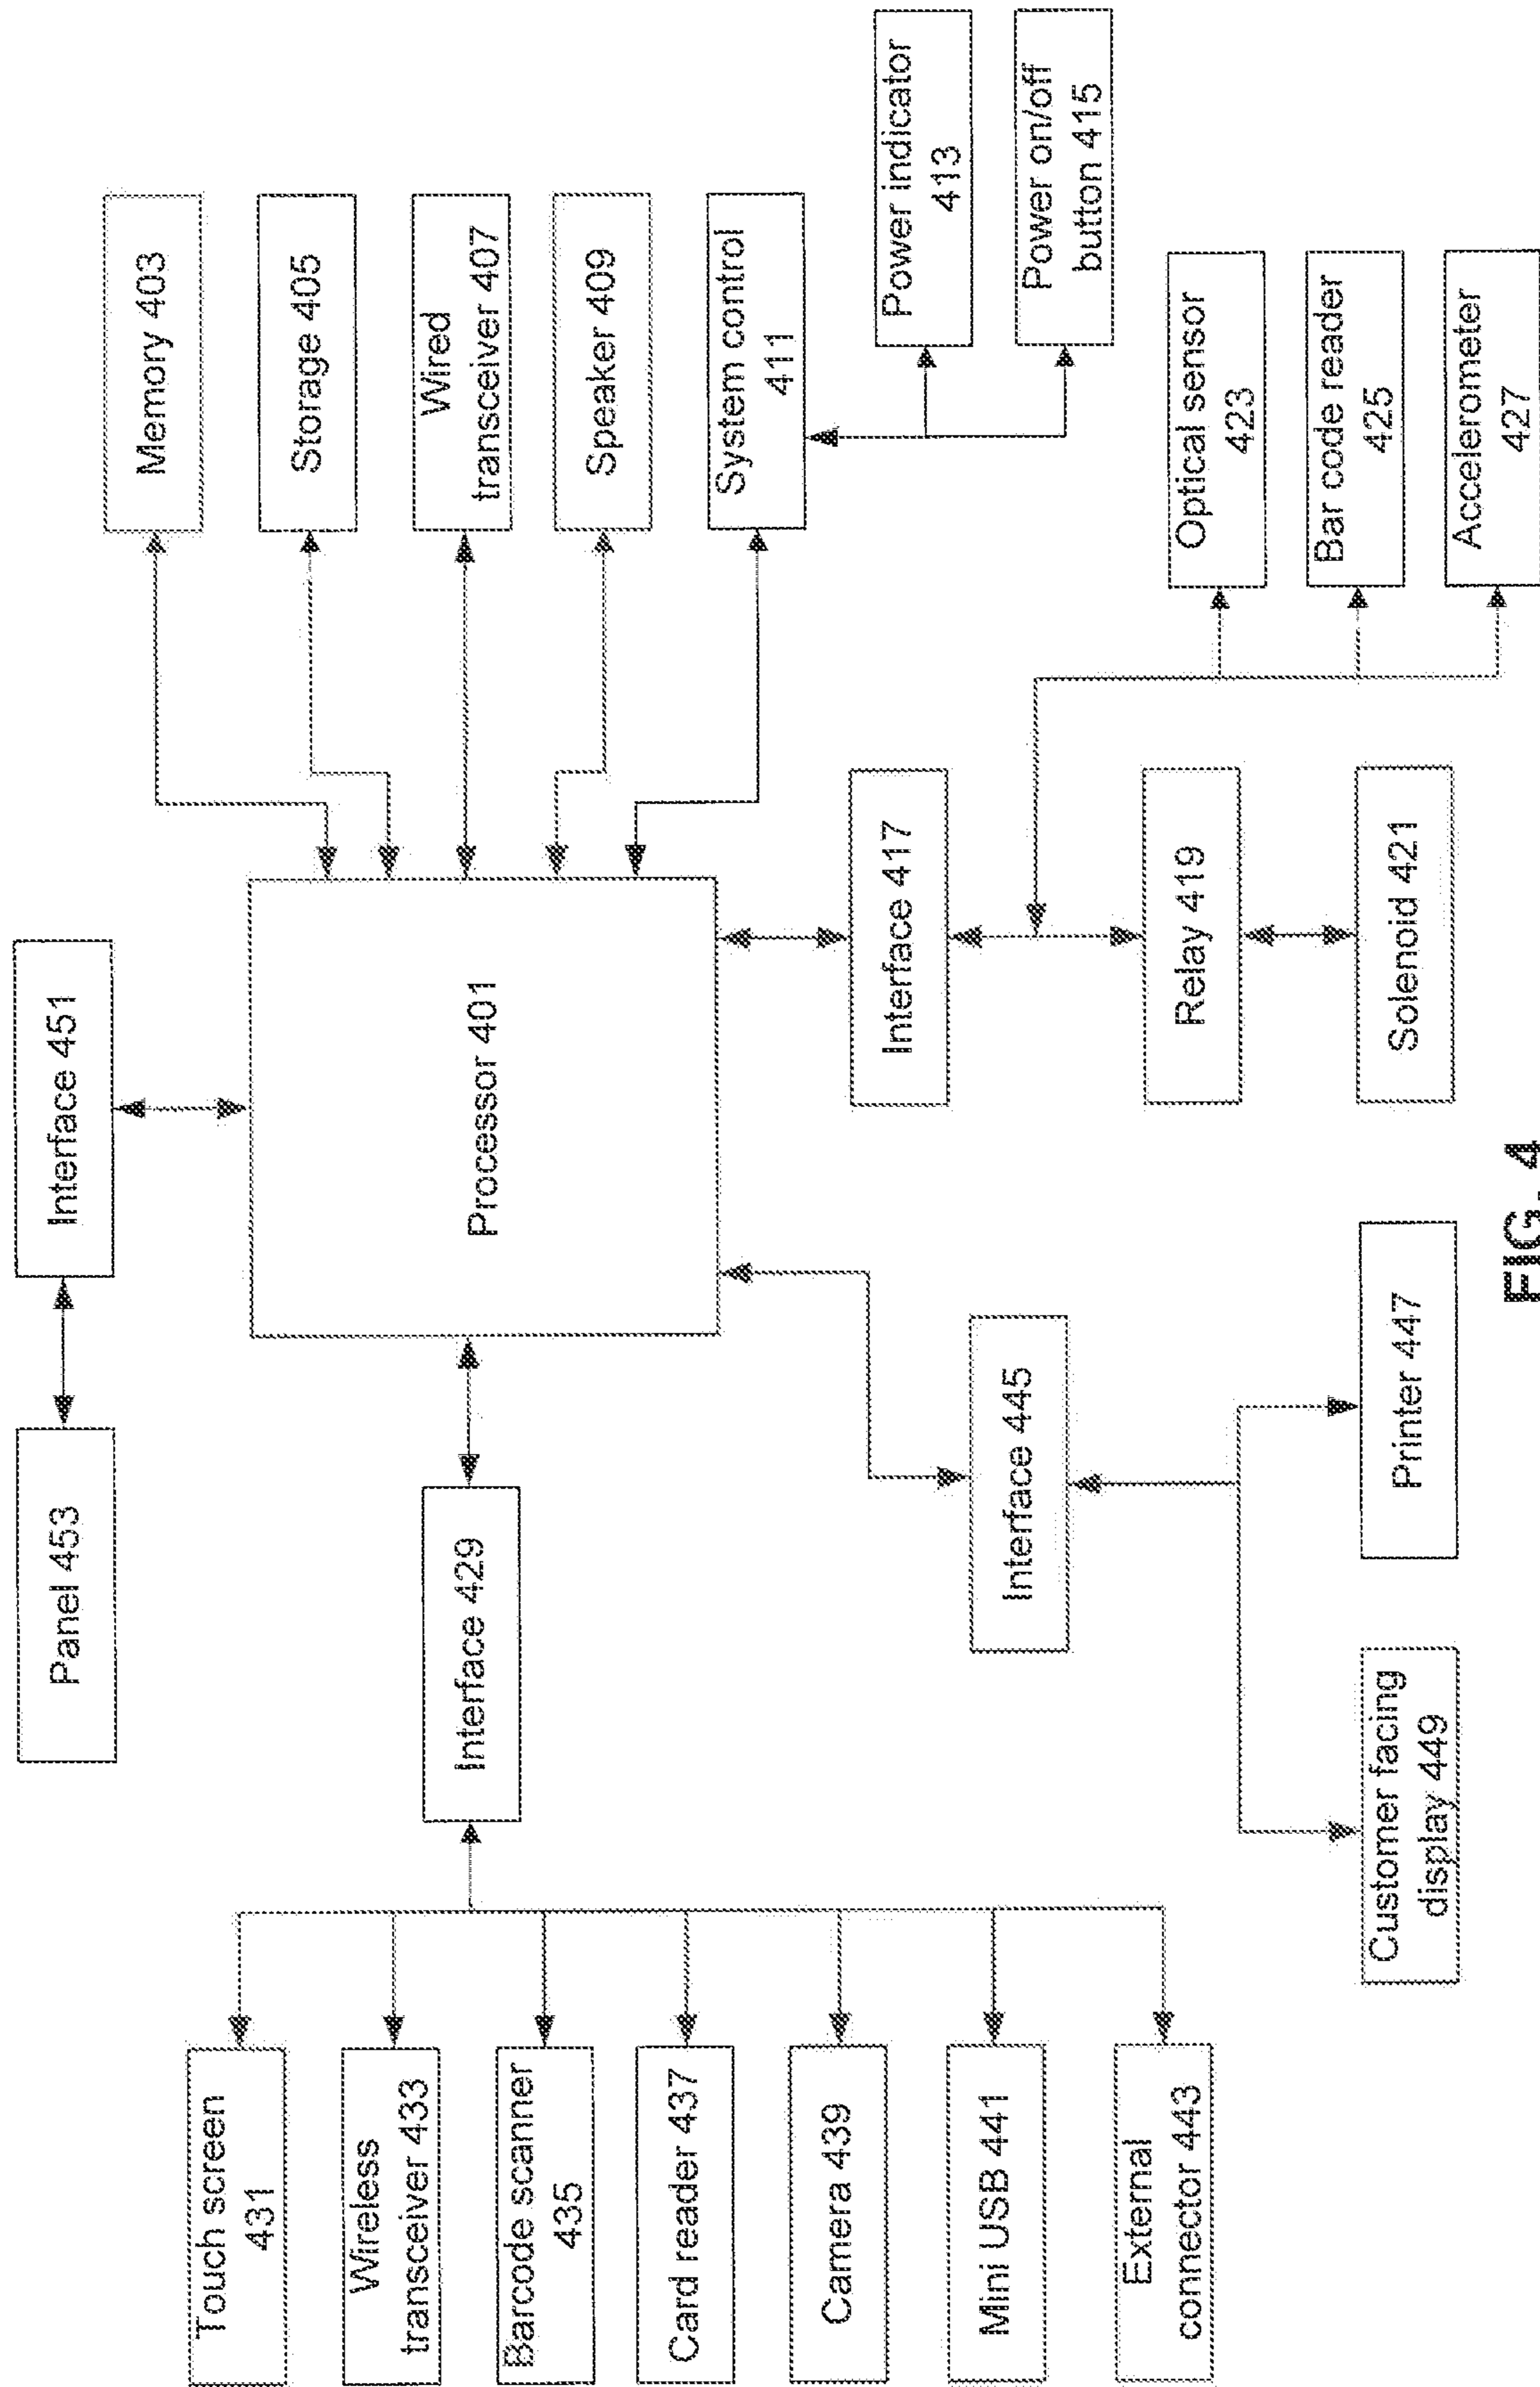 Panel 453
Interface 451
Memory 403
Touch screen
431
Storage 405
Wireless
transceiver 433
Interface 429
Processor 401
Wired
transceiver 407
Barcode scanner
435
Speaker 409
Card reader 437
System control
411
Camera 439
Interface 417
Power indicator
413
Mini USB 441
Interface 445
Power on/off
button 415
External
connector 443
Relay 419
Optical sensor
423
Customer facing
display 449
Printer 447
Solenoid 421
Bar code reader
425
Accelerometer
427
FIG. 4